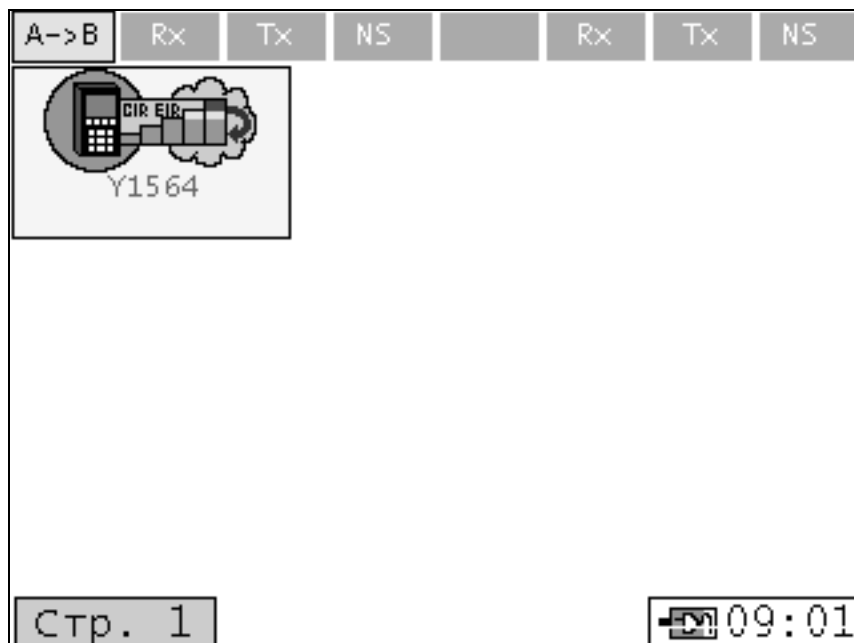 A->B Rx Tx NS Rx Tx NS
CIR EIR
Y1564
Стр. 1 09:01